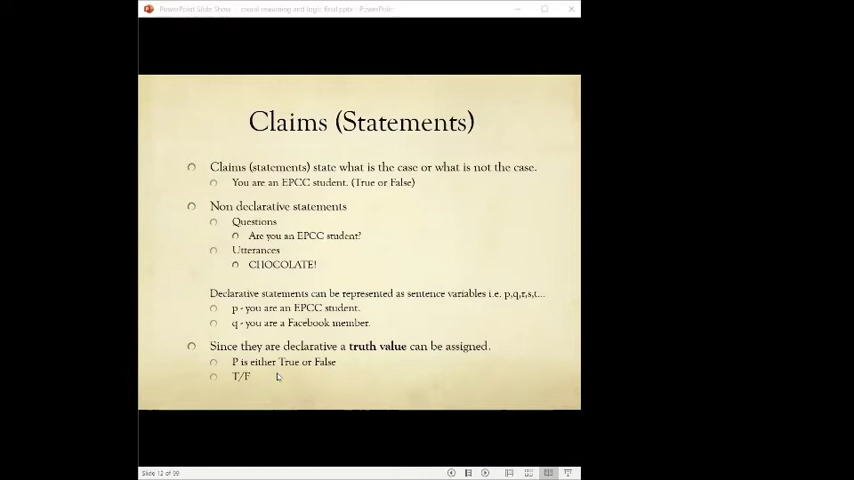 PowerPoint Slide Show - moral reasoning and logic final.pptx - PowerPoint
Claims (Statements)
Claims (statements) state what is the case or what is not the case.
You are an EPCC student. (True or False)
Non declarative statements
Questions
Are you an EPCC student?
Utterances
CHOCOLATE!
Declarative statements can be represented as sentence variables i.e. p,q,r,s,t...
p - you are an EPCC student.
q - you are a Facebook member.
Since they are declarative a truth value can be assigned.
P is either True or False
T/F
Slide 12 of 99